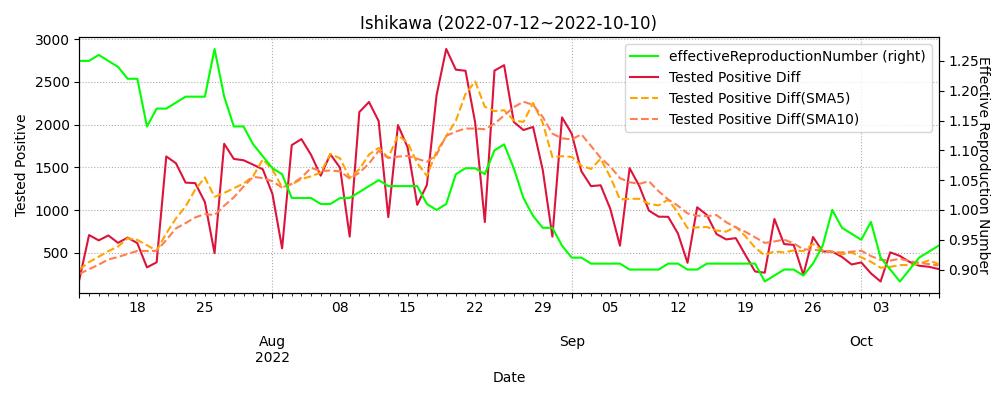 Ishikawa (2022-07-12~2022-10-10)
effectiveReproductionNumber (right)
Tested Positive Diff
Tested Positive Diff(SMA5)
Tested Positive Diff(SMA10)
Tested Positive
3000
2500
2000
1500
1000
500
1.25
1.20
1.15
1.10
1.05
1.00
0.95
0.90
Effective Reproduction Number
18 25 08 15 22 29 05 12 19 26 03
Aug Sep Oct
2022
Date